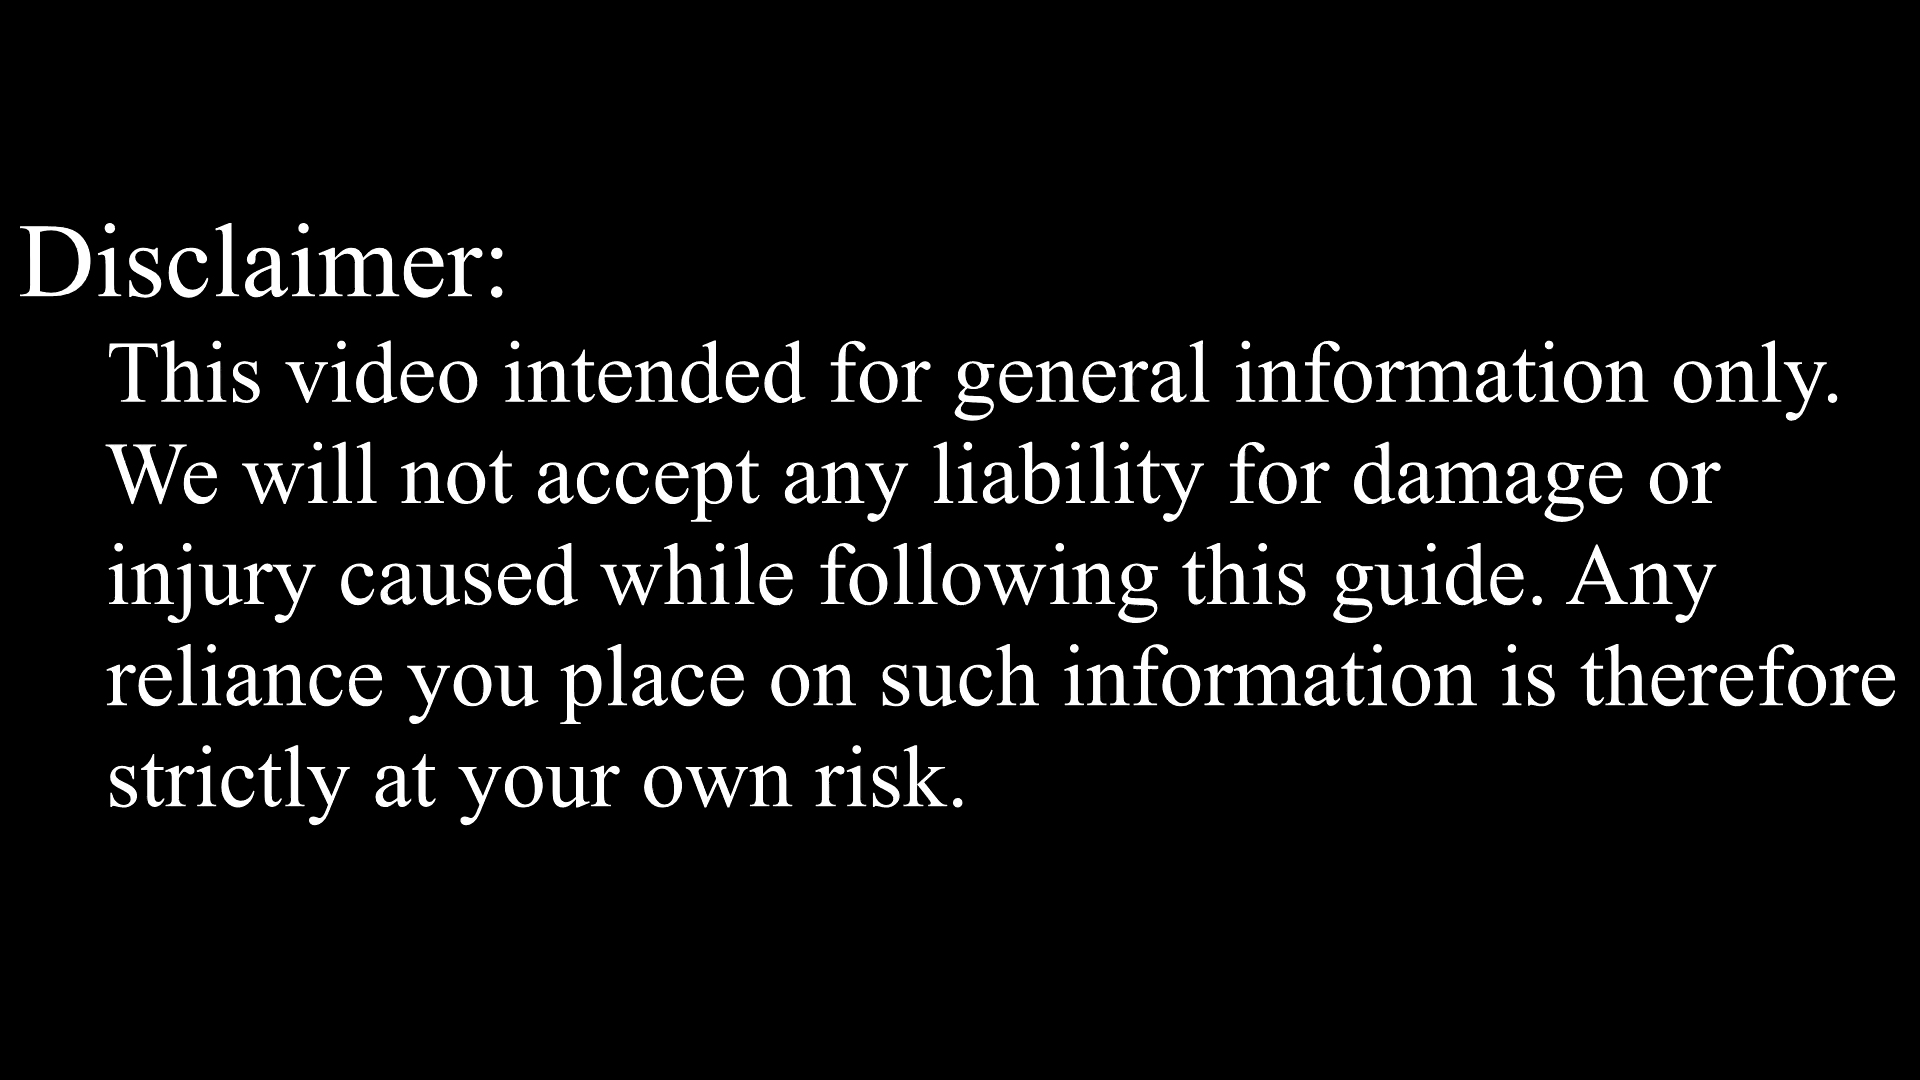 Disclaimer:
This video intended for general information only.
We will not accept any liability for damage or
injury caused while following this guide. Any
reliance you place on such information is therefore
strictly at your own risk.